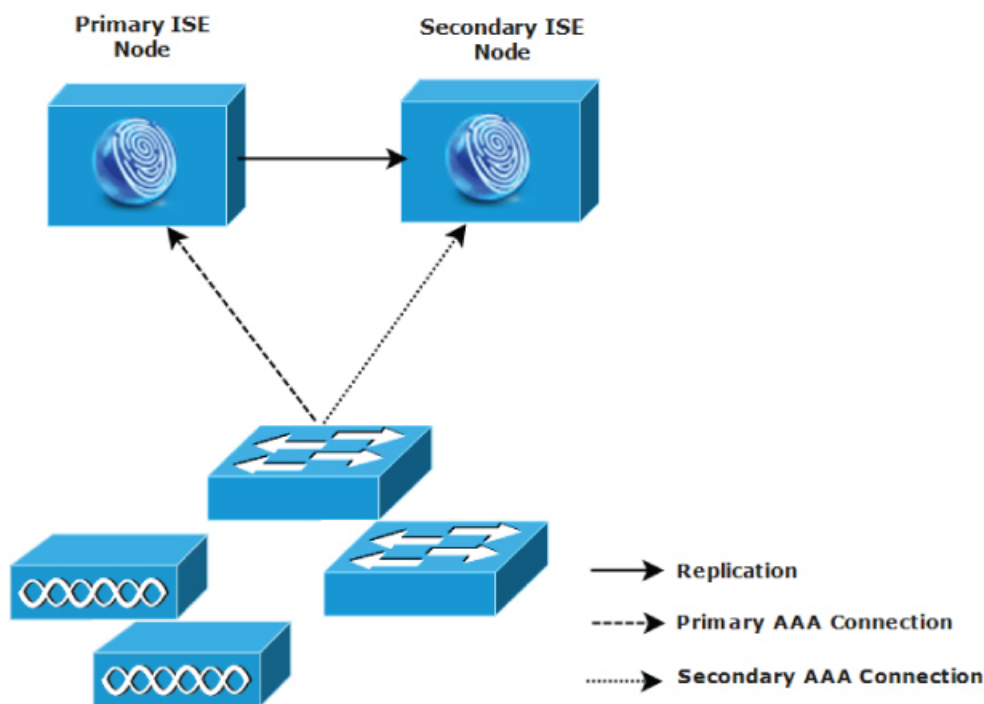 Primary ISE
Node
Secondary ISE
Node
Replication
Primary AAA Connection
Secondary AAA Connection